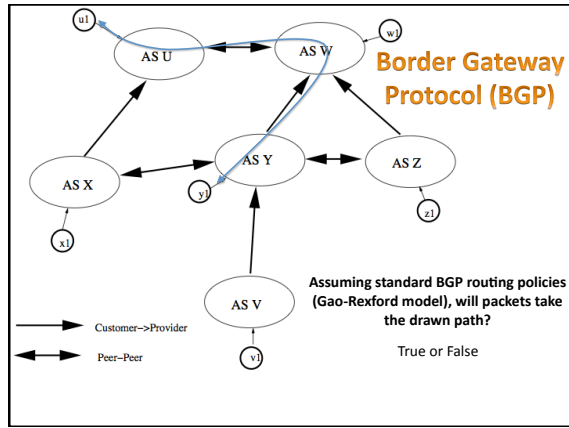 u1
AS U
AS W
w1
Border Gateway
Protocol (BGP)
AS X
AS Y
AS Z
y1
x1
z1
Assuming standard BGP routing policies
(Gao-Rexford model), will packets take
the drawn path?
True or False
AS V
Customer->Provider
Peer-Peer
v1